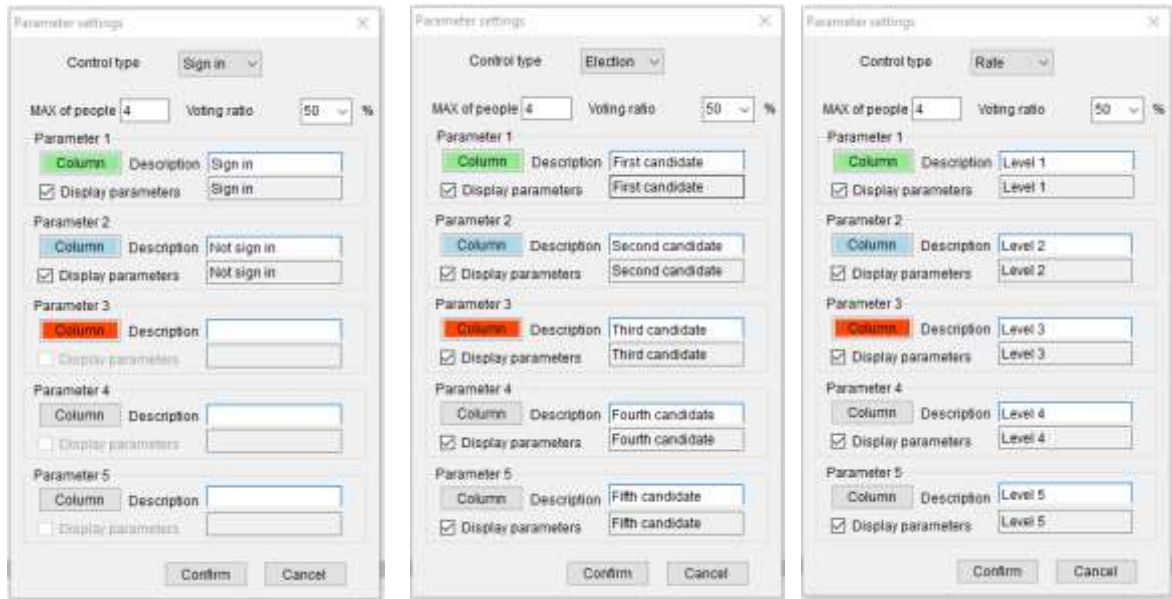 Parameter settings
Control type Sign in
MAX of people 4 Voting ratio 50 %
Parameter 1
Column Description Sign in
Display parameters Sign in
Parameter 2
Column Description Not sign in
Display parameters Not sign in
Parameter 3
Column Description
Display parameters
Parameter 4
Column Description
Display parameters
Parameter 5
Column Description
Display parameters
Confirm Cancel
Parameter settings
Control type Election
MAX of people 4 Voting ratio 50 %
Parameter 1
Column Description First candidate
Display parameters First candidate
Parameter 2
Column Description Second candidate
Display parameters Second candidate
Parameter 3
Column Description Third candidate
Display parameters Third candidate
Parameter 4
Column Description Fourth candidate
Display parameters Fourth candidate
Parameter 5
Column Description Fifth candidate
Display parameters Fifth candidate
Confirm Cancel
Parameter settings
Control type Rate
MAX of people 4 Voting ratio 50 %
Parameter 1
Column Description Level 1
Display parameters Level 1
Parameter 2
Column Description Level 2
Display parameters Level 2
Parameter 3
Column Description Level 3
Display parameters Level 3
Parameter 4
Column Description Level 4
Display parameters Level 4
Parameter 5
Column Description Level 5
Display parameters Level 5
Confirm Cancel